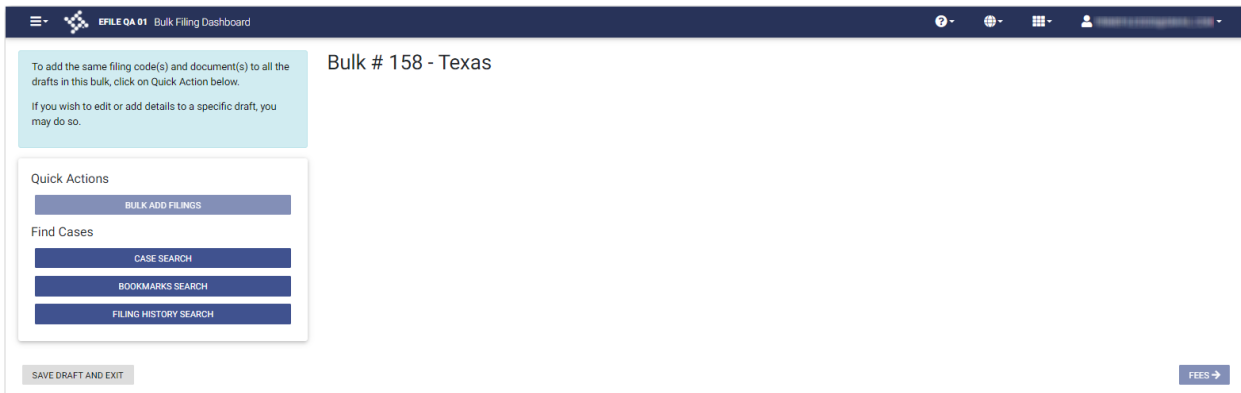 EFILE QA 01 Bulk Filing Dashboard
To add the same filing code(s) and document(s) to all the
drafts in this bulk, click on Quick Action below.
If you wish to edit or add details to a specific draft, you
may do so.
Bulk # 158 - Texas
Quick Actions
BULK ADD FILINGS
Find Cases
CASE SEARCH
BOOKMARKS SEARCH
FILING HISTORY SEARCH
SAVE DRAFT AND EXIT
FEES